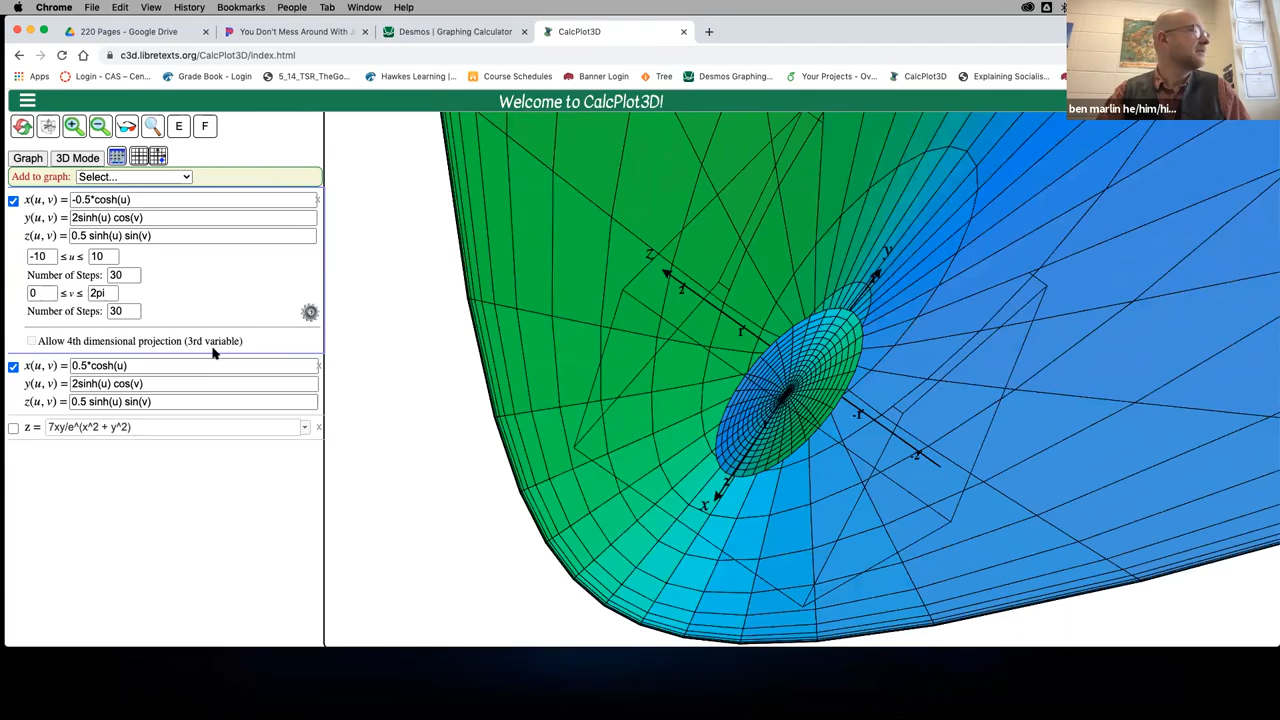 Chrome File Edit View History Bookmarks People Tab Window Help
220 Pages - Google Drive × You Don't Mess Around With × Desmos | Graphing Calculator × CalcPlot3D × +
c3d.libretexts.org/CalcPlot3D/index.html
Apps Login - CAS – Cen... Grade Book - Login 5_14_TSR_TheGo... Hawkes Learning |... Course Schedules Banner Login Tree Desmos Graphing... Your Projects - Ov... CalcPlot3D Explaining Socialis...
ben marlin he/him/hi...
Welcome to CalcPlot3D!
E F
Graph 3D Mode
Add to graph: Select...
x(u, v) = -0.5*cosh(u) x
y(u, v) = 2sinh(u) cos(v)
z(u, v) = 0.5 sinh(u) sin(v)
-10 ≤ u ≤ 10
Number of Steps: 30
0 ≤ v ≤ 2pi
Number of Steps: 30
Allow 4th dimensional projection (3rd variable)
x(u, v) = 0.5*cosh(u) x
y(u, v) = 2sinh(u) cos(v)
z(u, v) = 0.5 sinh(u) sin(v)
z = 7xy/e^(x^2 + y^2) x
z
y
x
-2